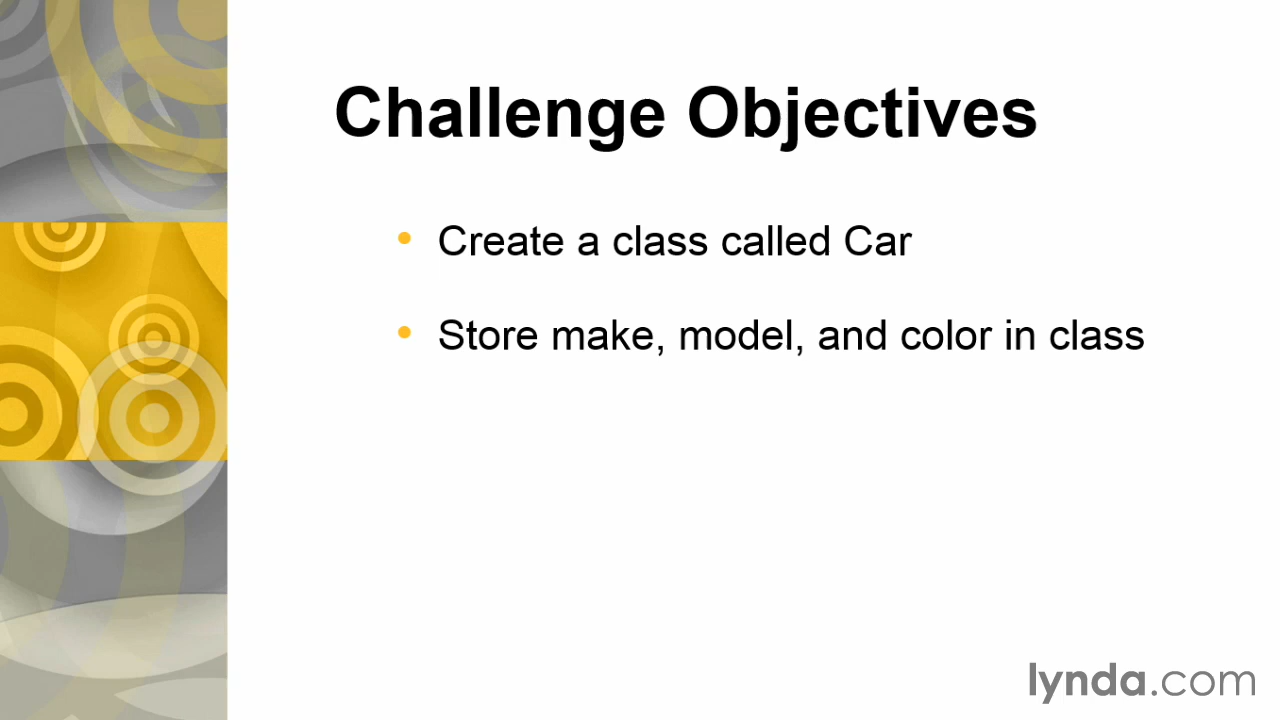 Challenge Objectives
• Create a class called Car
• Store make, model, and color in class
lynda.com